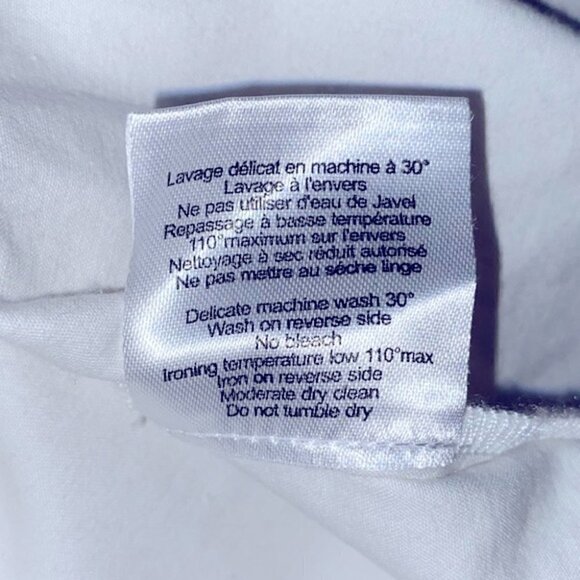 Lavage délicat en machine à 30°
Lavage à l'envers
Ne pas utiliser d'eau de Javel
Repassage à basse température
110°maximum sur l'envers
Nettoyage à sec réduit autorisé
Ne pas mettre au sèche linge
Delicate machine wash 30°
Wash on reverse side
No bleach
Ironing temperature low 110°max
Iron on reverse side
Moderate dry clean
Do not tumble dry